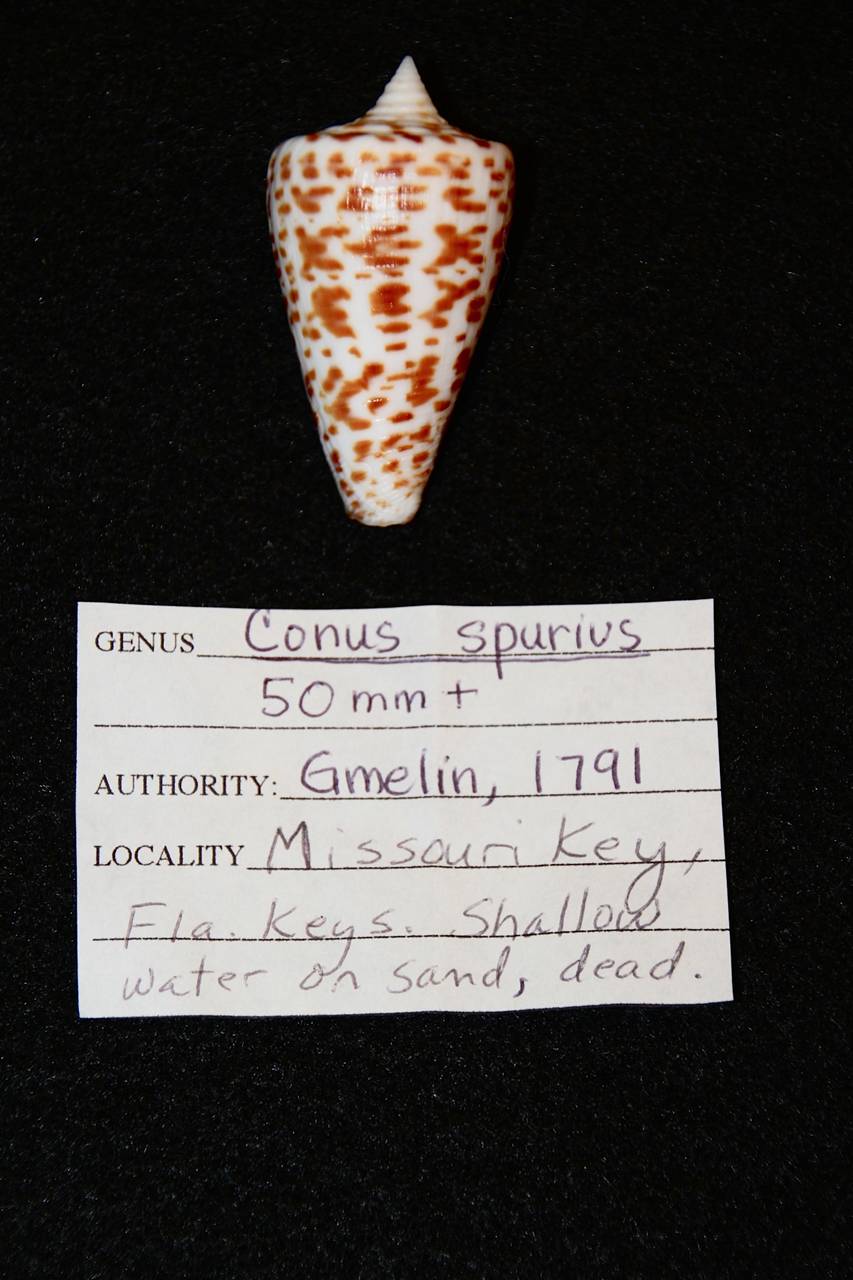 GENUS Conus spurius
50 mm +
AUTHORITY: Gmelin, 1791
LOCALITY Missouri Key,
Fla. Keys. Shallow
water on sand, dead.